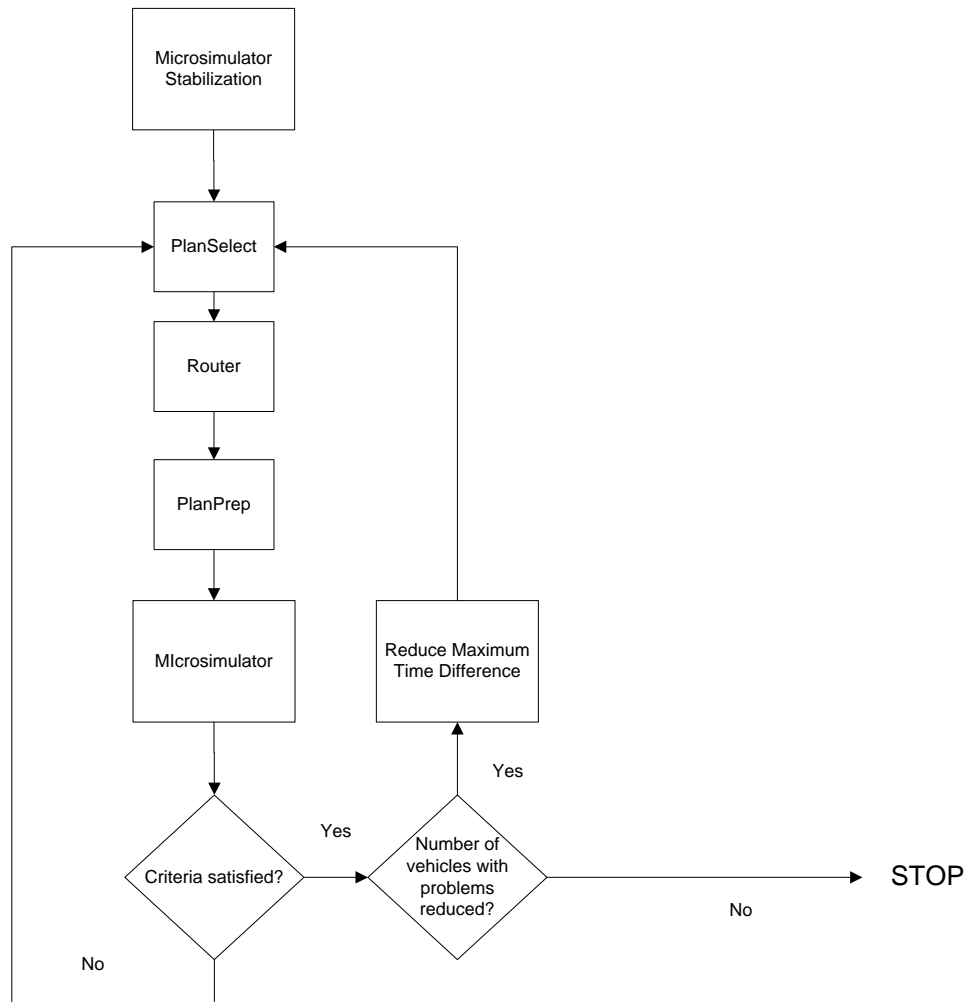 Microsimulator
Stabilization
PlanSelect
Router
PlanPrep
MIcrosimulator
Reduce Maximum
Time Difference
Yes
Yes
Criteria satisfied?
Number of
vehicles with
problems
reduced?
STOP
No
No